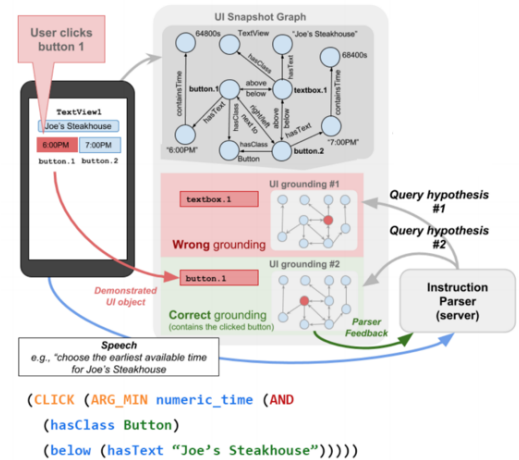 User clicks
button 1
UI Snapshot Graph
64800s
TextView
"Joe's Steakhouse"
68400s
containsTime
hasClass
hasText
containsTime
button.1
above
below
textbox.1
hasText
hasClass
right/left
next to
above
below
hasText
hasClass
"6:00PM"
Button
button.2
"7:00PM"
TextView1
Joe's Steakhouse
6:00PM
7:00PM
button.1
button.2
UI grounding #1
textbox.1
Wrong grounding
Query hypothesis
#1
Query hypothesis
#2
UI grounding #2
button.1
Correct grounding
(contains the clicked button)
Demonstrated
UI object
Parser
Feedback
Instruction
Parser
(server)
Speech
e.g., "choose the earliest available time
for Joe's Steakhouse
(CLICK (ARG_MIN numeric_time (AND
(hasClass Button)
(below (hasText “Joe’s Steakhouse”)))))